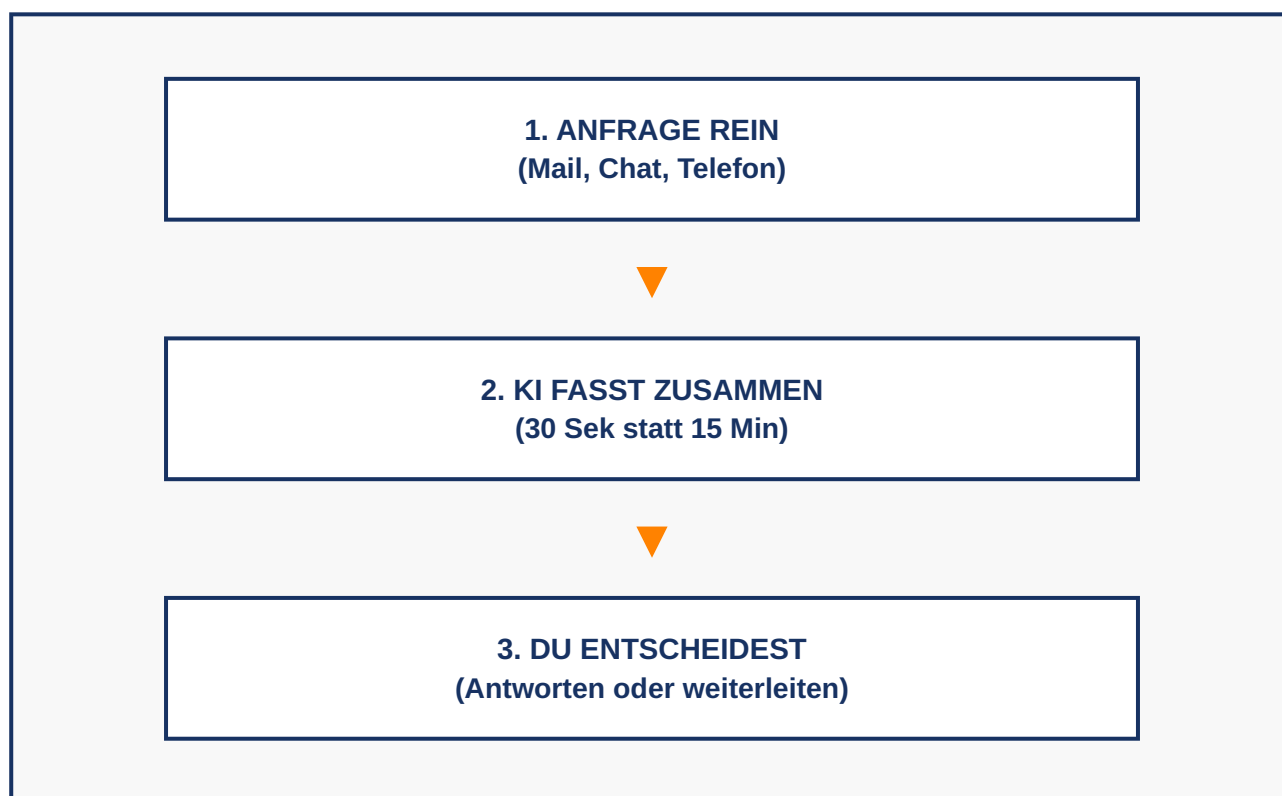 1. ANFRAGE REIN
(Mail, Chat, Telefon)
2. KI FASST ZUSAMMEN
(30 Sek statt 15 Min)
3. DU ENTSCHEIDEST
(Antworten oder weiterleiten)